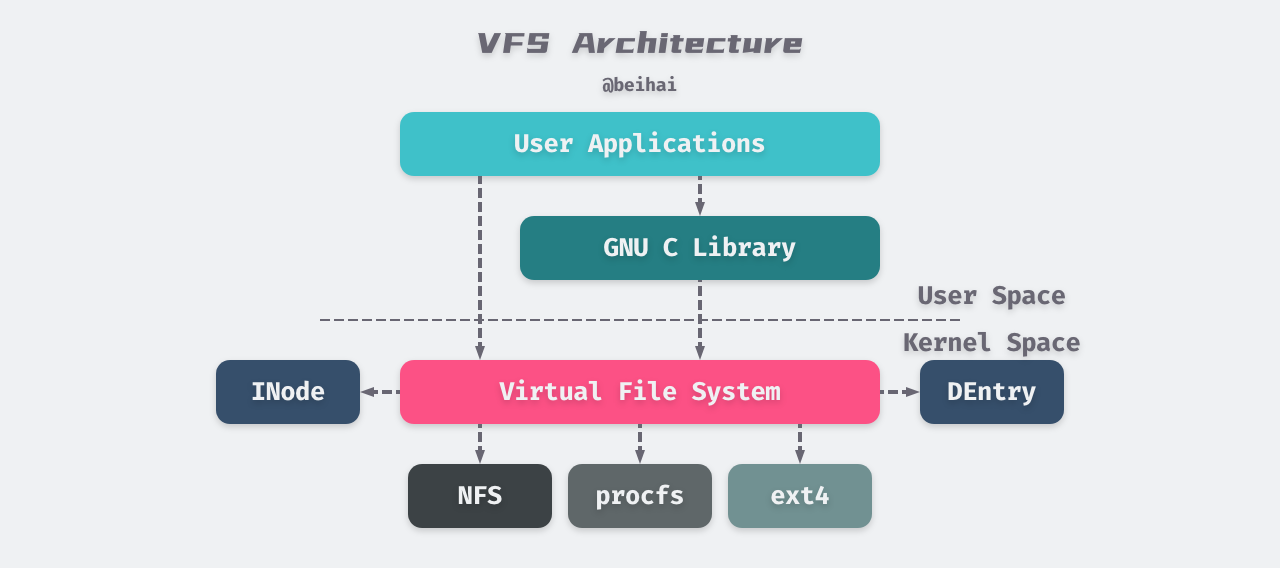 VFS Architecture
@beihai
User Applications
GNU C Library
User Space
Kernel Space
INode
Virtual File System
DEntry
NFS
procfs
ext4